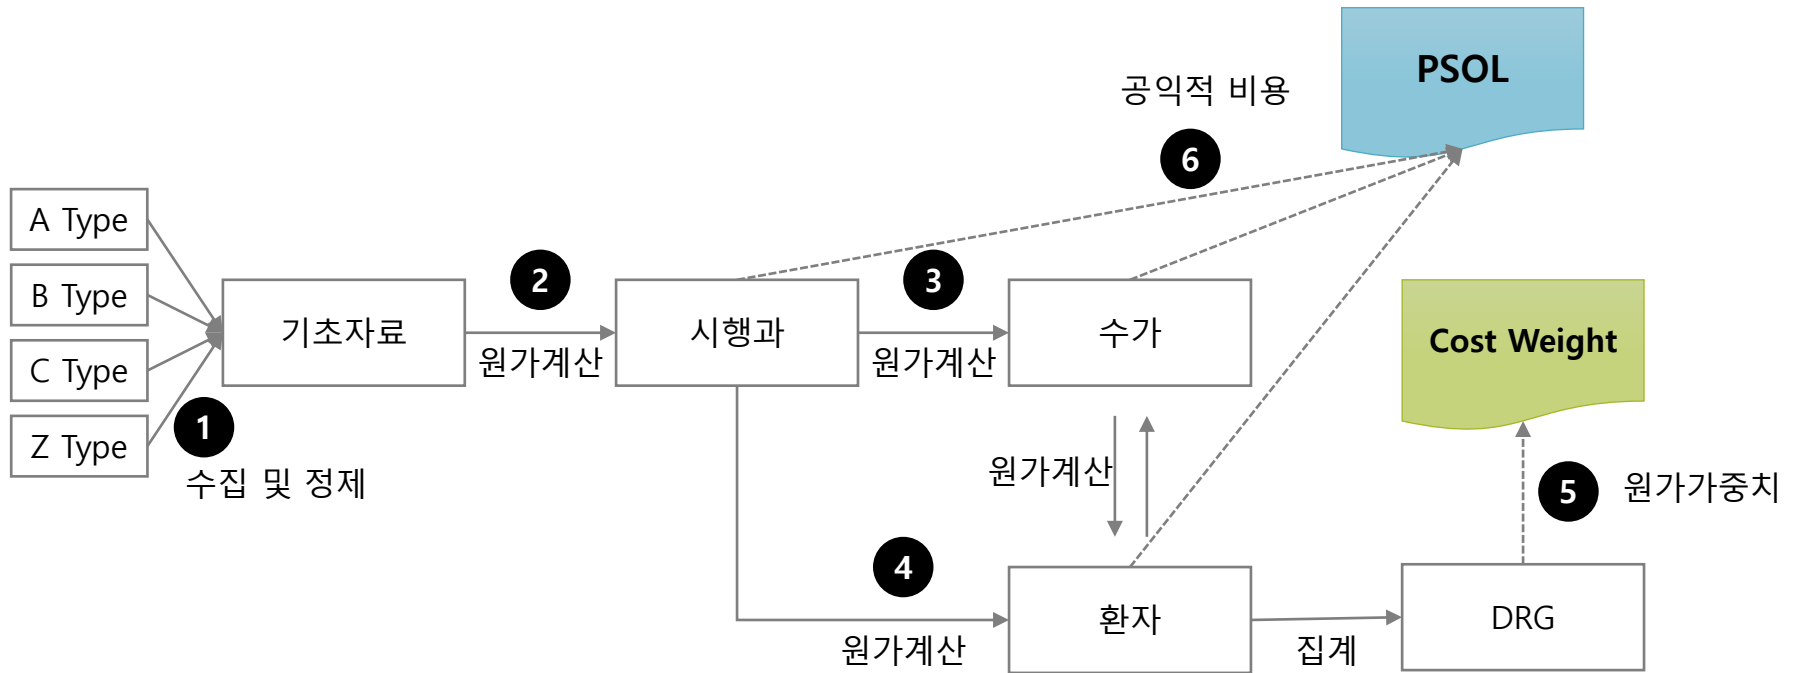 PSOL
공익적 비용
6
A Type
B Type
C Type
Z Type
1
수집 및 정제
기초자료
2
원가계산
시행과
3
원가계산
수가
Cost Weight
원가계산
5
원가가중치
4
원가계산
환자
집계
DRG